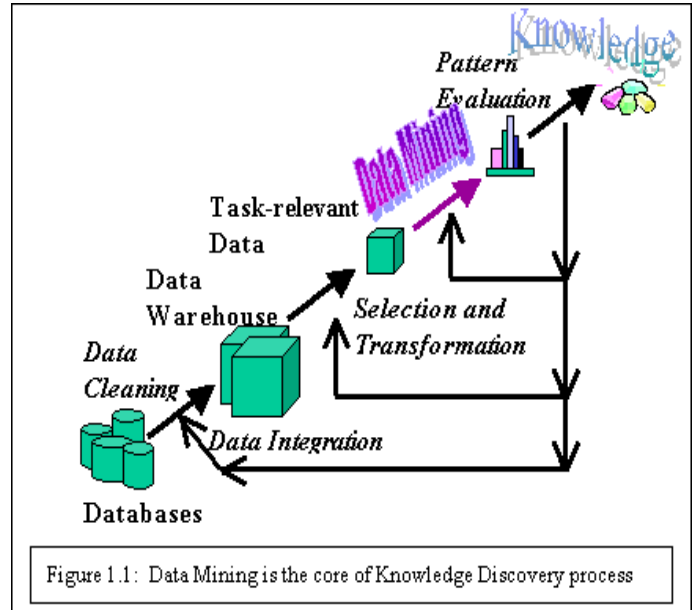 Knowledge
Pattern
Evaluation
Data Mining
Task-relevant
Data
Data
Warehouse
Selection and
Transformation
Data
Cleaning
Data Integration
Databases
Figure 1.1: Data Mining is the core of Knowledge Discovery process